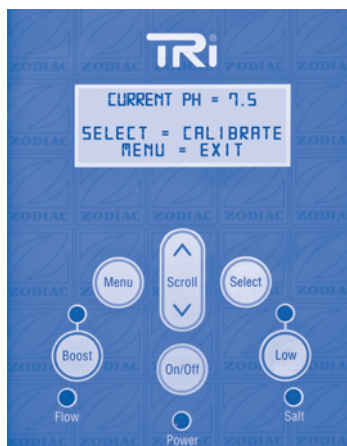 TRi
CURRENT PH = 7.5
SELECT = CALIBRATE
MENU = EXIT
Menu
Scroll
Select
Boost
On/Off
Low
Flow
Power
Salt
ZODIAC